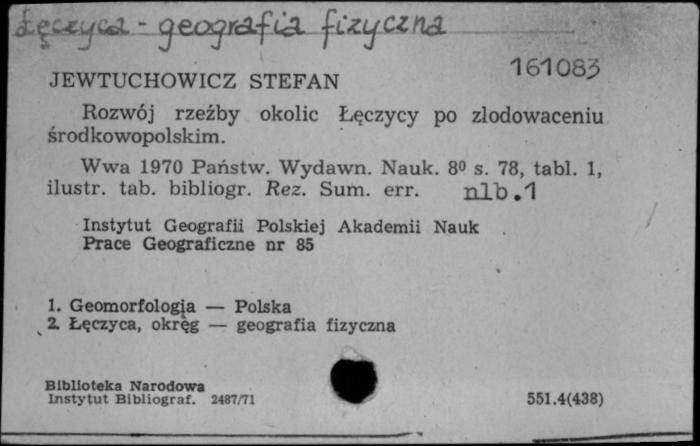 Łęczyca - geografia fizyczna
161083
JEWTUCHOWICZ STEFAN
Rozwój rzeźby okolic Łęczycy po zlodowaceniu
środkowopolskim.
Wwa 1970 Państw. Wydawn. Nauk. 8⁰ s. 78, tabl. 1,
ilustr. tab. bibliogr. Rez. Sum. err. nlb.1
Instytut Geografii Polskiej Akademii Nauk
Prace Geograficzne nr 85
1. Geomorfologia — Polska
2. Łęczyca, okręg — geografia fizyczna
Biblioteka Narodowa
Instytut Bibliograf. 2487/71
551.4(438)